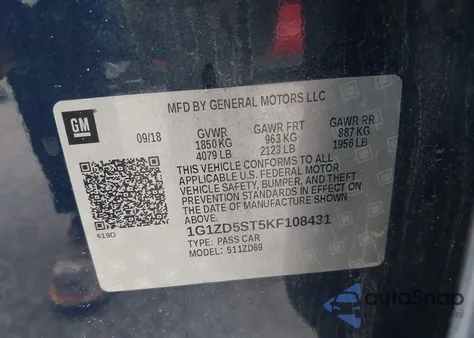 MFD BY GENERAL MOTORS LLC
GM
09/18
GVWR
1850 KG
4079 LB
GAWR FRT
963 KG
2123 LB
GAWR RR
887 KG
1956 LB
THIS VEHICLE CONFORMS TO ALL
APPLICABLE U.S. FEDERAL MOTOR
VEHICLE SAFETY, BUMPER, AND THEFT
PREVENTION STANDARDS IN EFFECT
ON THE DATE OF MANUFACTURE
SHOWN ABOVE.
619D
1G1ZD5ST5KF108431
TYPE: PASS CAR
MODEL: 511ZD69
autoSnap